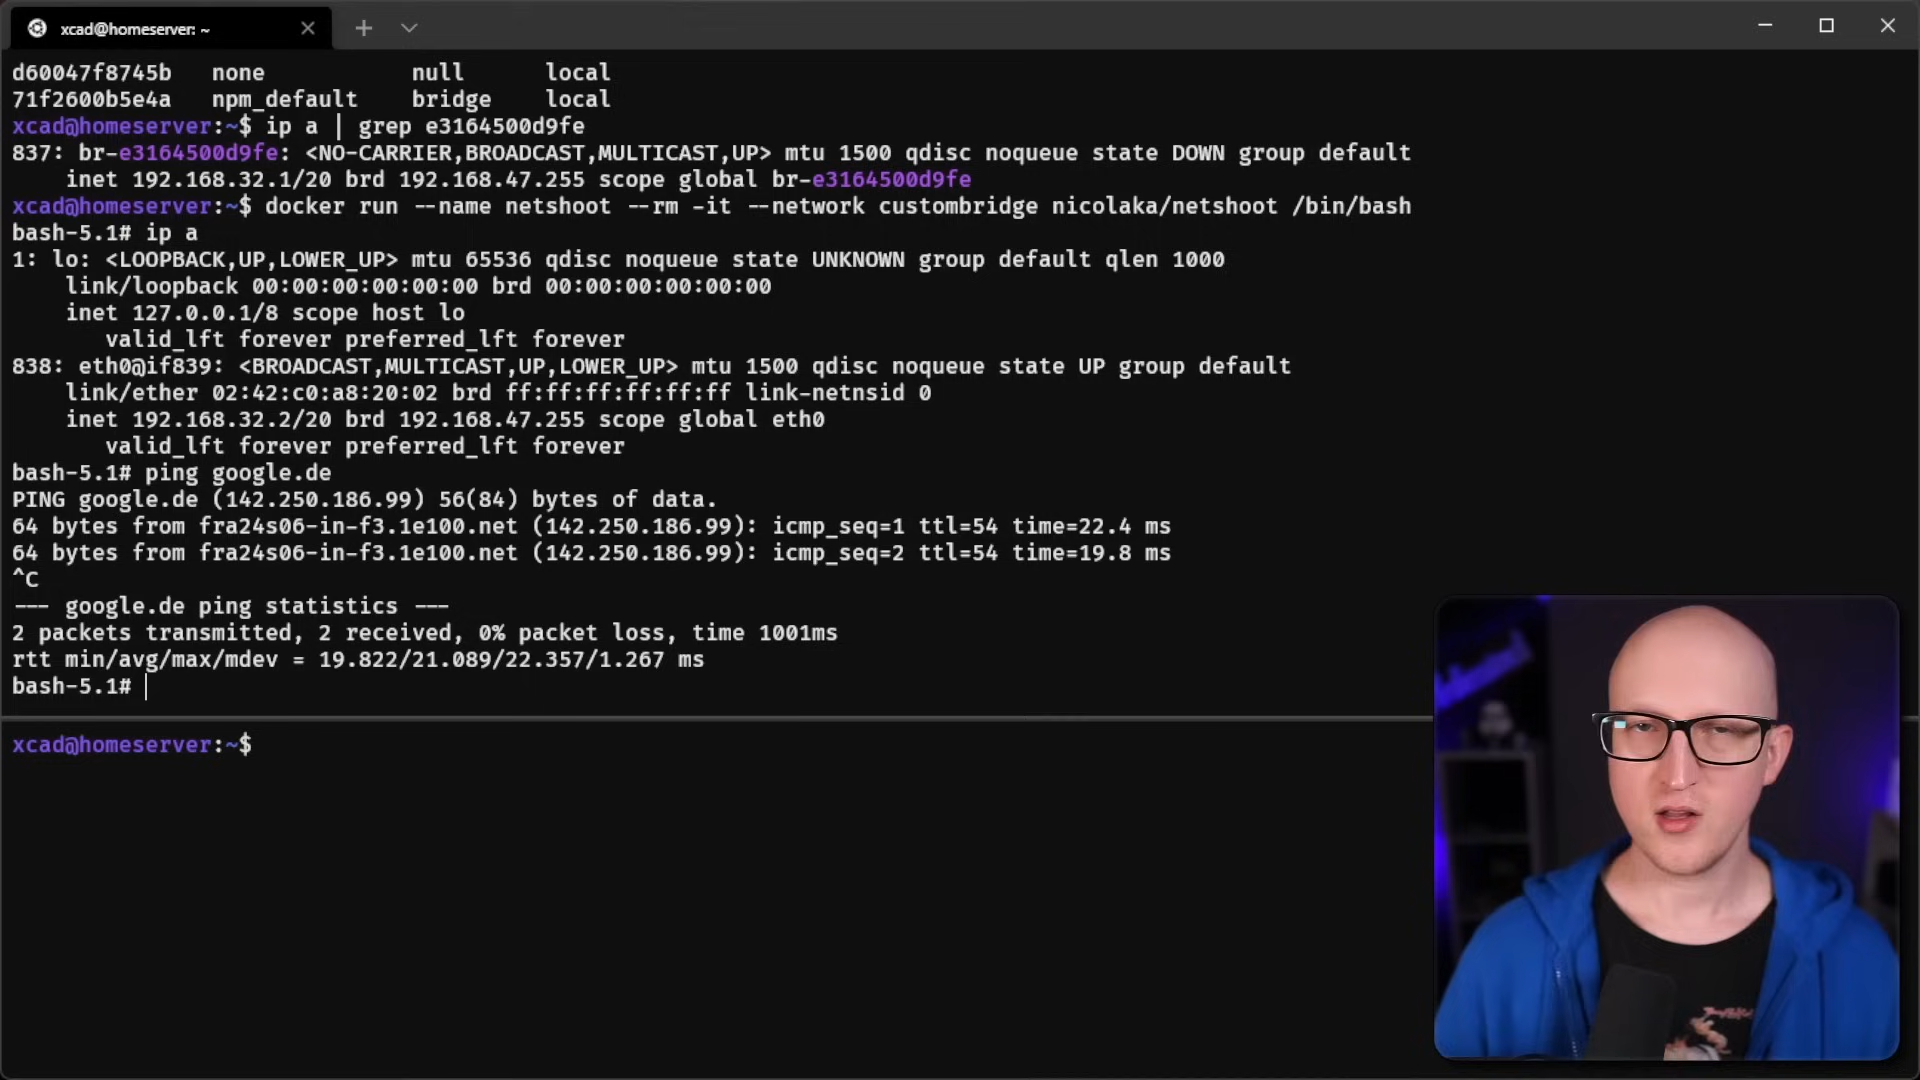 xcad@homeserver: ~
d60047f8745b   none           null      local
71f2600b5e4a   npm_default    bridge    local
xcad@homeserver:~$ ip a | grep e3164500d9fe
837: br-e3164500d9fe: <NO-CARRIER,BROADCAST,MULTICAST,UP> mtu 1500 qdisc noqueue state DOWN group default
    inet 192.168.32.1/20 brd 192.168.47.255 scope global br-e3164500d9fe
xcad@homeserver:~$ docker run --name netshoot --rm -it --network custombridge nicolaka/netshoot /bin/bash
bash-5.1# ip a
1: lo: <LOOPBACK,UP,LOWER_UP> mtu 65536 qdisc noqueue state UNKNOWN group default qlen 1000
    link/loopback 00:00:00:00:00:00 brd 00:00:00:00:00:00
    inet 127.0.0.1/8 scope host lo
       valid_lft forever preferred_lft forever
838: eth0@if839: <BROADCAST,MULTICAST,UP,LOWER_UP> mtu 1500 qdisc noqueue state UP group default
    link/ether 02:42:c0:a8:20:02 brd ff:ff:ff:ff:ff:ff link-netnsid 0
    inet 192.168.32.2/20 brd 192.168.47.255 scope global eth0
       valid_lft forever preferred_lft forever
bash-5.1# ping google.de
PING google.de (142.250.186.99) 56(84) bytes of data.
64 bytes from fra24s06-in-f3.1e100.net (142.250.186.99): icmp_seq=1 ttl=54 time=22.4 ms
64 bytes from fra24s06-in-f3.1e100.net (142.250.186.99): icmp_seq=2 ttl=54 time=19.8 ms
^C
--- google.de ping statistics ---
2 packets transmitted, 2 received, 0% packet loss, time 1001ms
rtt min/avg/max/mdev = 19.822/21.089/22.357/1.267 ms
bash-5.1#
xcad@homeserver:~$